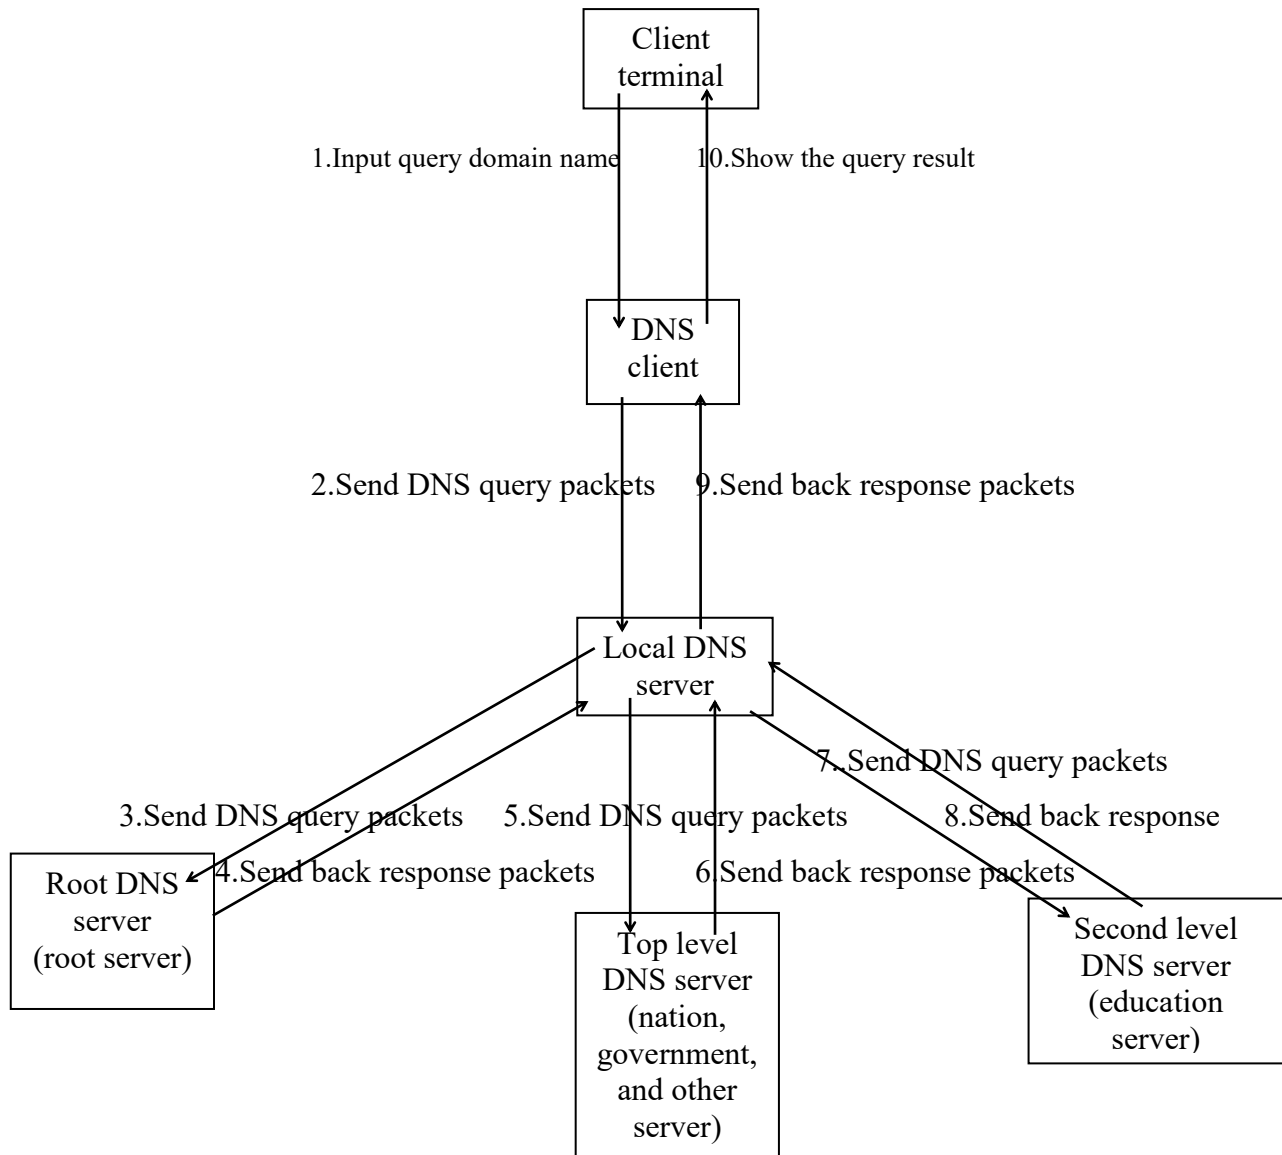 Client
terminal
1.Input query domain name
10.Show the query result
DNS
client
2.Send DNS query packets
9.Send back response packets
Local DNS
server
7..Send DNS query packets
3.Send DNS query packets
5.Send DNS query packets
8.Send back response
4.Send back response packets
6.Send back response packets
Root DNS
server
(root server)
Top level
DNS server
(nation,
government,
and other
server)
Second level
DNS server
(education
server)